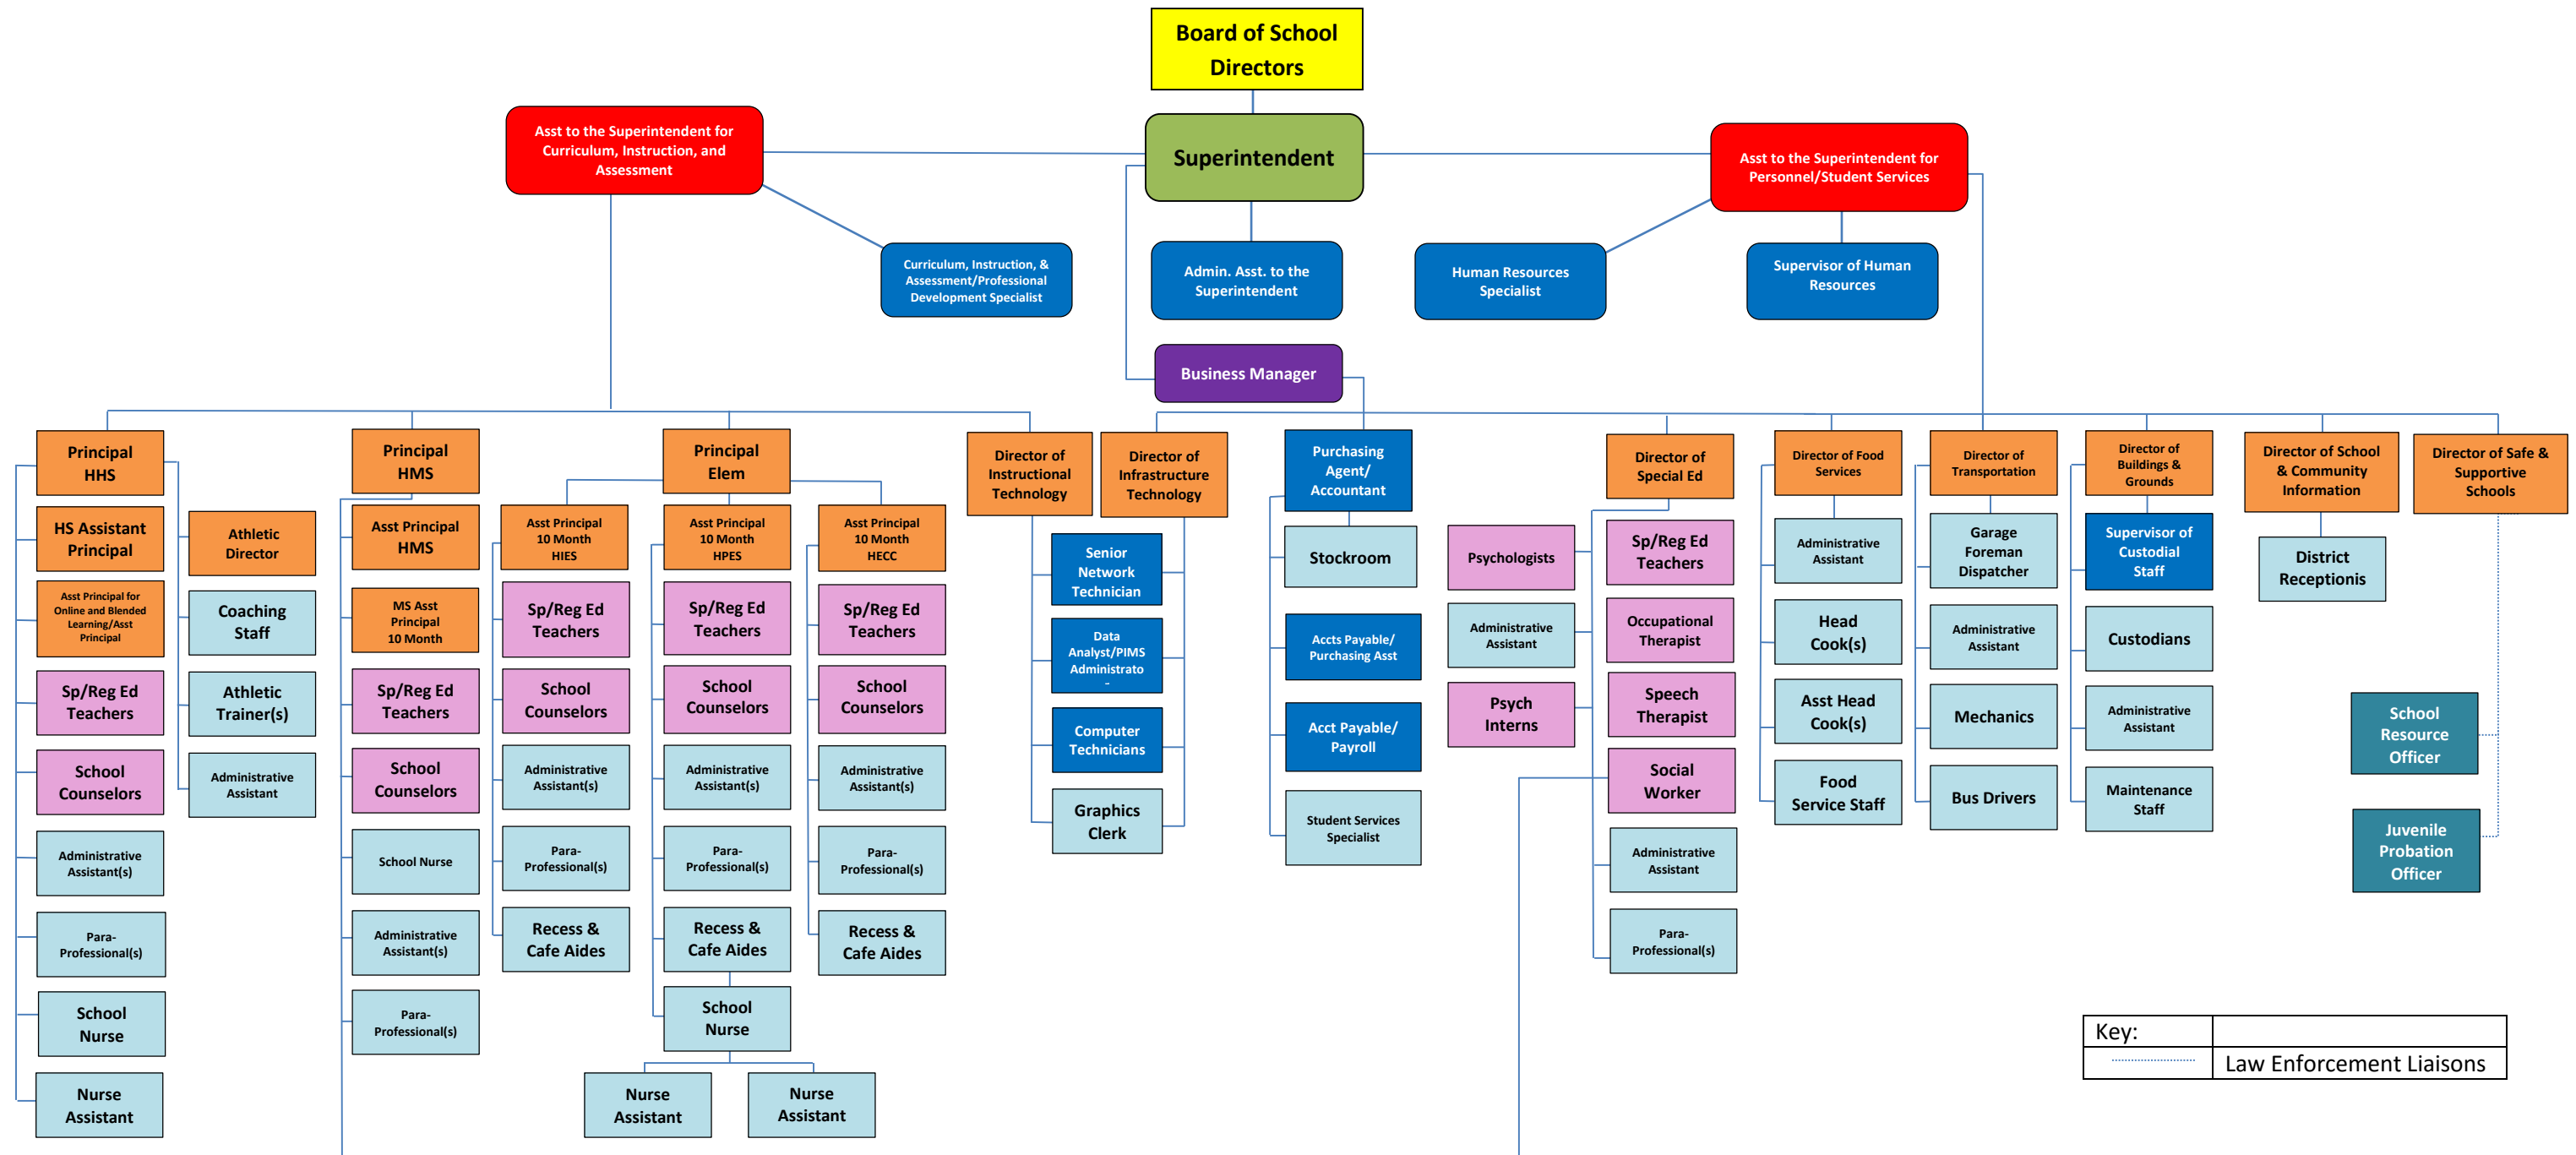 Board of School
Directors
Asst to the Superintendent for
Curriculum, Instruction, and
Assessment
Superintendent
Asst to the Superintendent for
Personnel/Student Services
Curriculum, Instruction, &
Assessment/Professional
Development Specialist
Admin. Asst. to the
Superintendent
Human Resources
Specialist
Supervisor of Human
Resources
Business Manager
Principal
HHS
HS Assistant
Principal
Asst Principal for
Online and Blended
Learning/Asst
Principal
Sp/Reg Ed
Teachers
School
Counselors
Administrative
Assistant(s)
Para-
Professional(s)
School
Nurse
Nurse
Assistant
Athletic
Director
Coaching
Staff
Athletic
Trainer(s)
Administrative
Assistant
Principal
HMS
Asst Principal
HMS
MS Asst
Principal
10 Month
Sp/Reg Ed
Teachers
School
Counselors
School Nurse
Administrative
Assistant(s)
Para-
Professional(s)
Principal
Elem
Asst Principal
10 Month
HIES
Sp/Reg Ed
Teachers
School
Counselors
Administrative
Assistant(s)
Para-
Professional(s)
Recess &
Cafe Aides
Asst Principal
10 Month
HPES
Sp/Reg Ed
Teachers
School
Counselors
Administrative
Assistant(s)
Para-
Professional(s)
Recess &
Cafe Aides
School
Nurse
Nurse
Assistant
Nurse
Assistant
Asst Principal
10 Month
HECC
Sp/Reg Ed
Teachers
School
Counselors
Administrative
Assistant(s)
Para-
Professional(s)
Recess &
Cafe Aides
Director of
Instructional
Technology
Director of
Infrastructure
Technology
Senior
Network
Technician
Data
Analyst/PIMS
Administrato
Computer
Technicians
Graphics
Clerk
Purchasing
Agent/
Accountant
Stockroom
Accts Payable/
Purchasing Asst
Acct Payable/
Payroll
Student Services
Specialist
Director of
Special Ed
Psychologists
Administrative
Assistant
Psych
Interns
Sp/Reg Ed
Teachers
Occupational
Therapist
Speech
Therapist
Social
Worker
Administrative
Assistant
Para-
Professional(s)
Director of Food
Services
Administrative
Assistant
Head
Cook(s)
Asst Head
Cook(s)
Food
Service Staff
Director of
Transportation
Garage
Foreman
Dispatcher
Administrative
Assistant
Mechanics
Bus Drivers
Director of
Buildings &
Grounds
Supervisor of
Custodial
Staff
Custodians
Administrative
Assistant
Maintenance
Staff
Director of School
& Community
Information
District
Receptionis
Director of Safe &
Supportive
Schools
School
Resource
Officer
Juvenile
Probation
Officer
Key:
Law Enforcement Liaisons